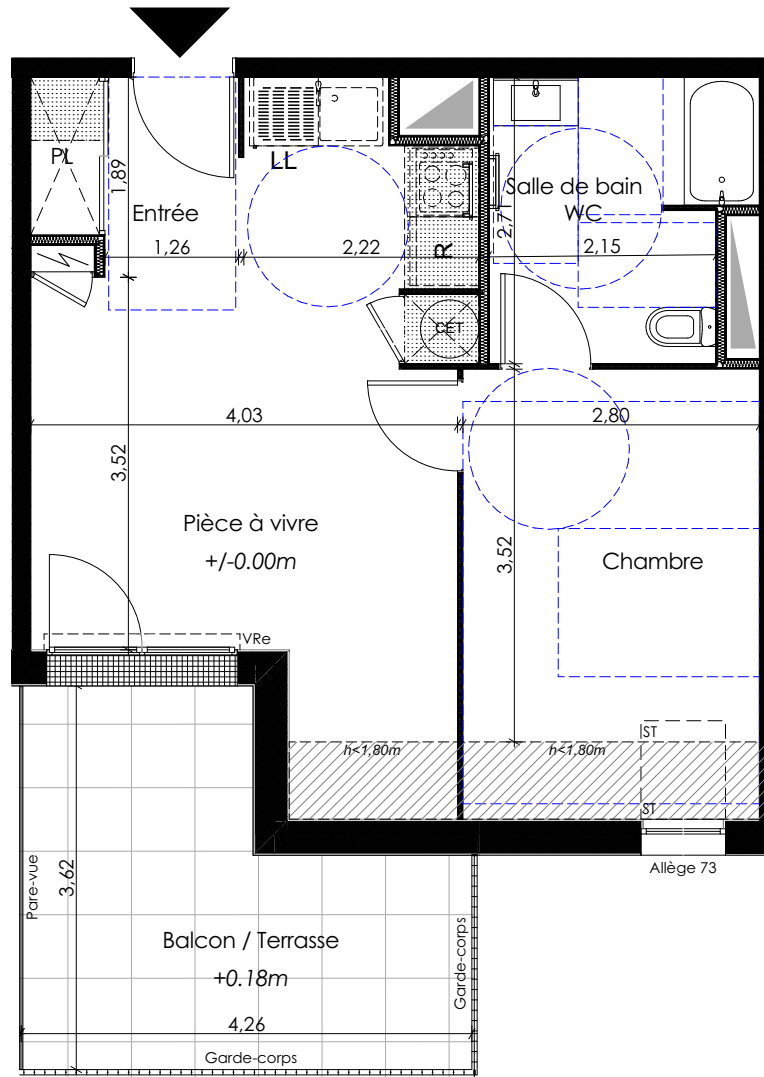 PL
1,89
LL
Entrée
Salle de bain
WC
2,71
1,26
2,22
R
2,15
CET
4,03
2,80
3,52
Pièce à vivre
+/-0.00m
3,52
Chambre
VRe
h<1,80m
h<1,80m
ST
ST
Allège 73
Pare-vue
3,62
Balcon / Terrasse
+0.18m
Garde-corps
4,26
Garde-corps